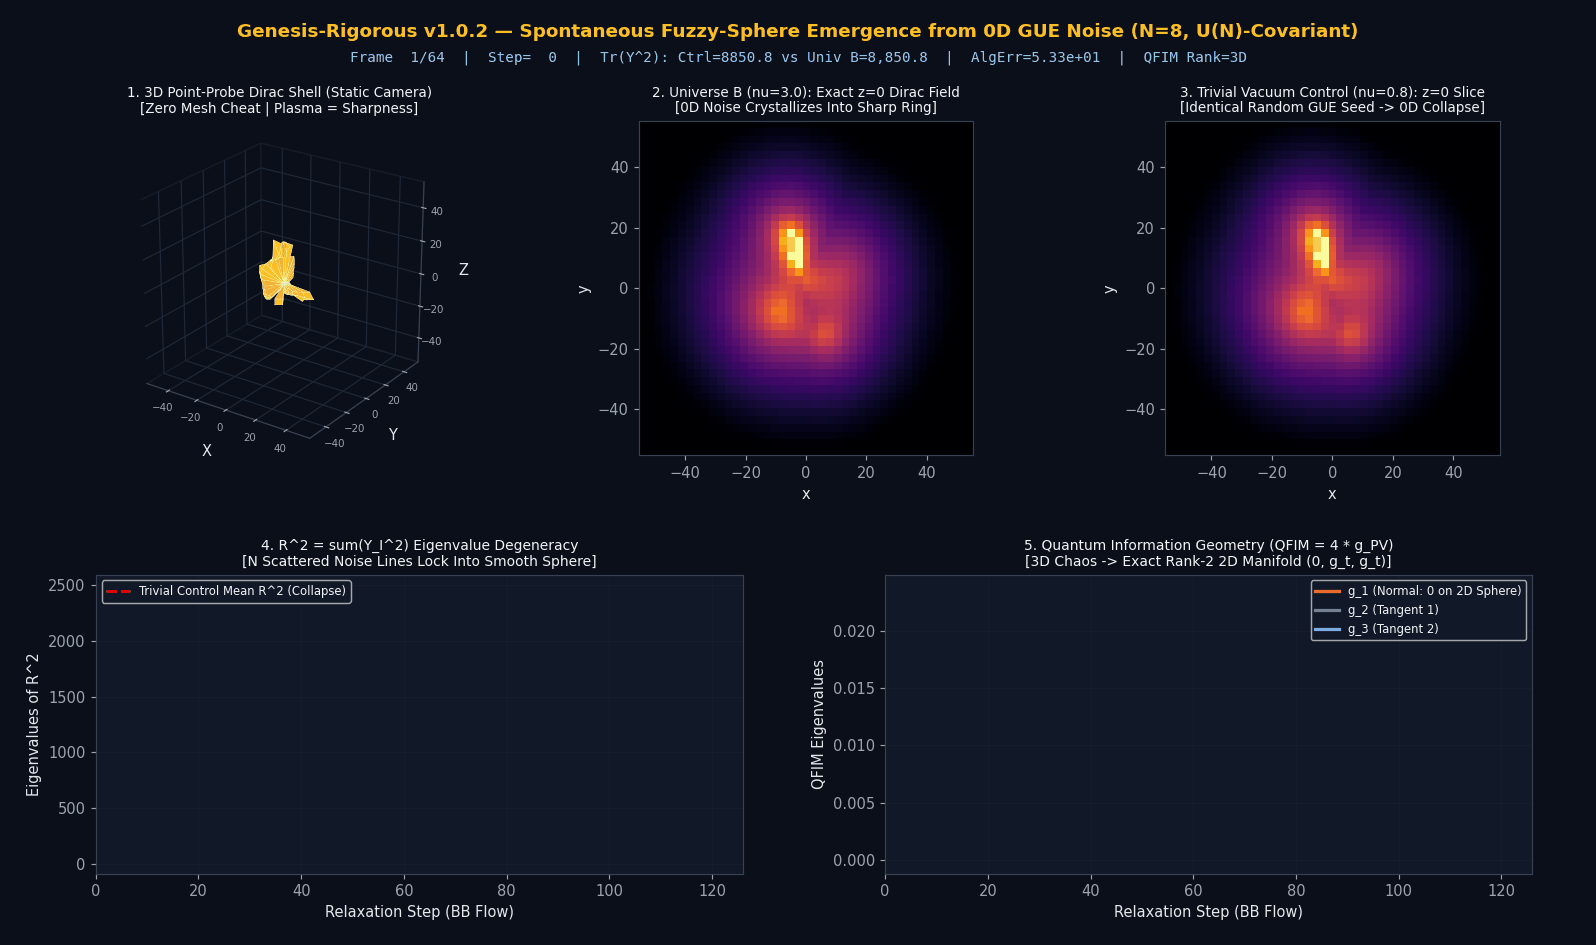 Genesis-Rigorous v1.0.2 — Spontaneous Fuzzy-Sphere Emergence from 0D GUE Noise (N=8, U(N)-Covariant)
Frame  1/64  |  Step=  0  |  Tr(Y^2): Ctrl=8850.8 vs Univ B=8,850.8  |  AlgErr=5.33e+01  |  QFIM Rank=3D
1. 3D Point-Probe Dirac Shell (Static Camera)
[Zero Mesh Cheat | Plasma = Sharpness]
40
20
0
−20
−40
Z
−40
−20
0
20
40
X
−40
−20
0
20
40
Y
2. Universe B (nu=3.0): Exact z=0 Dirac Field
[0D Noise Crystallizes Into Sharp Ring]
40
20
0
−20
−40
y
−40 −20 0 20 40
x
3. Trivial Vacuum Control (nu=0.8): z=0 Slice
[Identical Random GUE Seed -> 0D Collapse]
40
20
0
−20
−40
y
−40 −20 0 20 40
x
4. R^2 = sum(Y_I^2) Eigenvalue Degeneracy
[N Scattered Noise Lines Lock Into Smooth Sphere]
Trivial Control Mean R^2 (Collapse)
2500
2000
1500
1000
500
0
Eigenvalues of R^2
0 20 40 60 80 100 120
Relaxation Step (BB Flow)
5. Quantum Information Geometry (QFIM = 4 * g_PV)
[3D Chaos -> Exact Rank-2 2D Manifold (0, g_t, g_t)]
g_1 (Normal: 0 on 2D Sphere)
g_2 (Tangent 1)
g_3 (Tangent 2)
0.020
0.015
0.010
0.005
0.000
QFIM Eigenvalues
0 20 40 60 80 100 120
Relaxation Step (BB Flow)